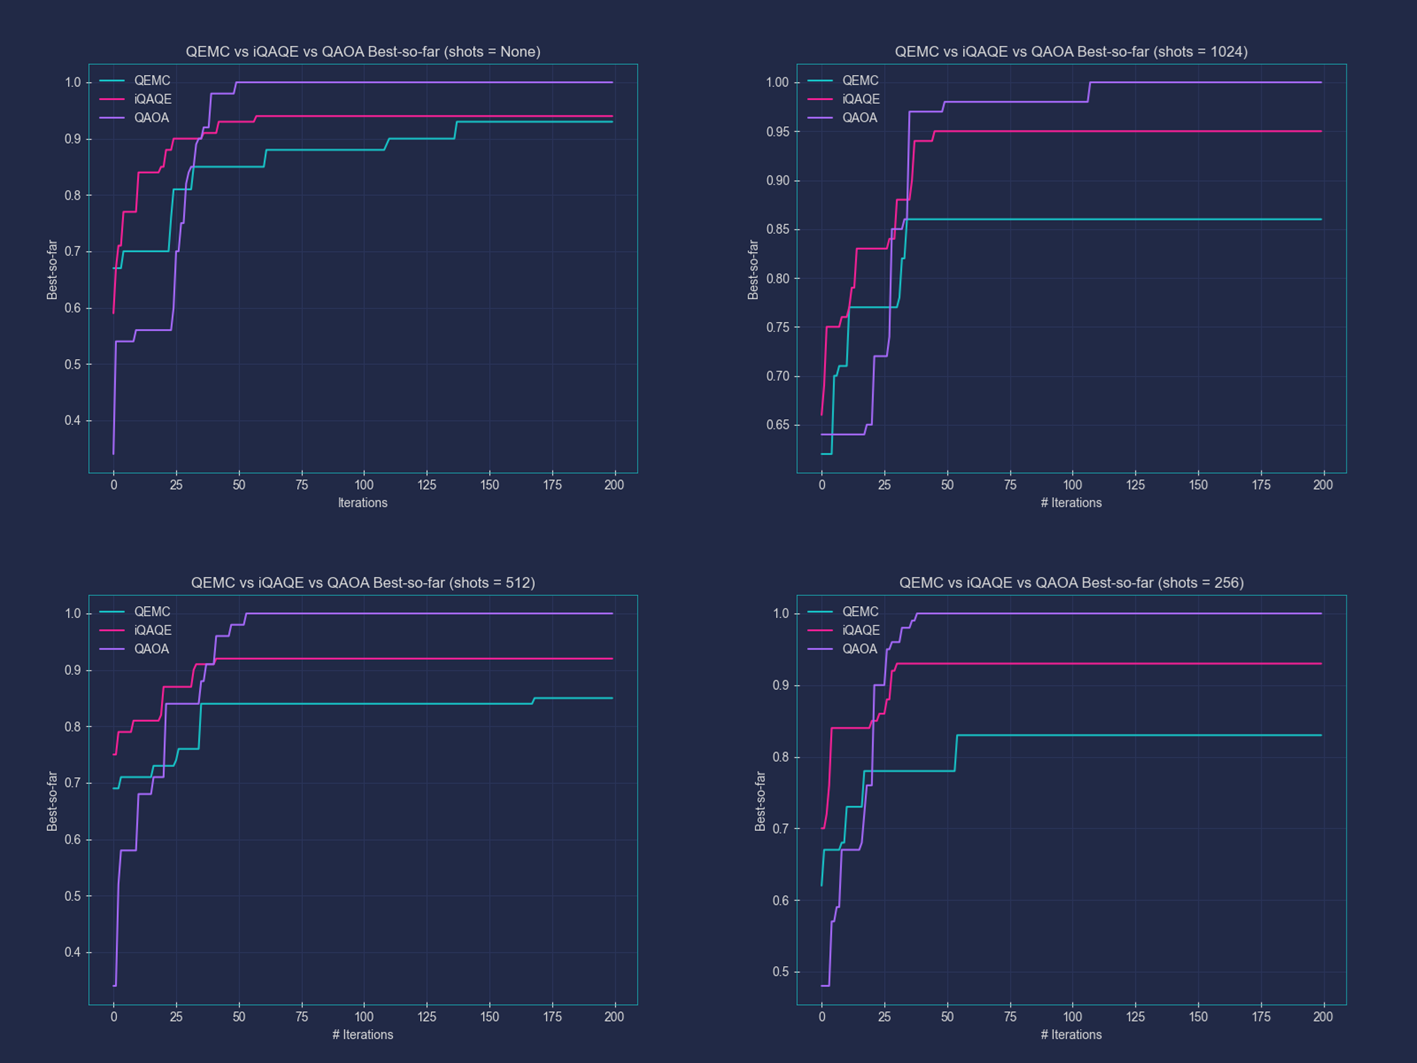 QEMC vs iQAQE vs QAOA Best-so-far (shots = None)
QEMC
iQAQE
QAOA
1.0
0.9
0.8
0.7
0.6
0.5
0.4
Best-so-far
0 25 50 75 100 125 150 175 200
Iterations
QEMC vs iQAQE vs QAOA Best-so-far (shots = 1024)
QEMC
iQAQE
QAOA
1.00
0.95
0.90
0.85
0.80
0.75
0.70
0.65
Best-so-far
0 25 50 75 100 125 150 175 200
# Iterations
QEMC vs iQAQE vs QAOA Best-so-far (shots = 512)
QEMC
iQAQE
QAOA
1.0
0.9
0.8
0.7
0.6
0.5
0.4
Best-so-far
0 25 50 75 100 125 150 175 200
# Iterations
QEMC vs iQAQE vs QAOA Best-so-far (shots = 256)
QEMC
iQAQE
QAOA
1.0
0.9
0.8
0.7
0.6
0.5
Best-so-far
0 25 50 75 100 125 150 175 200
# Iterations